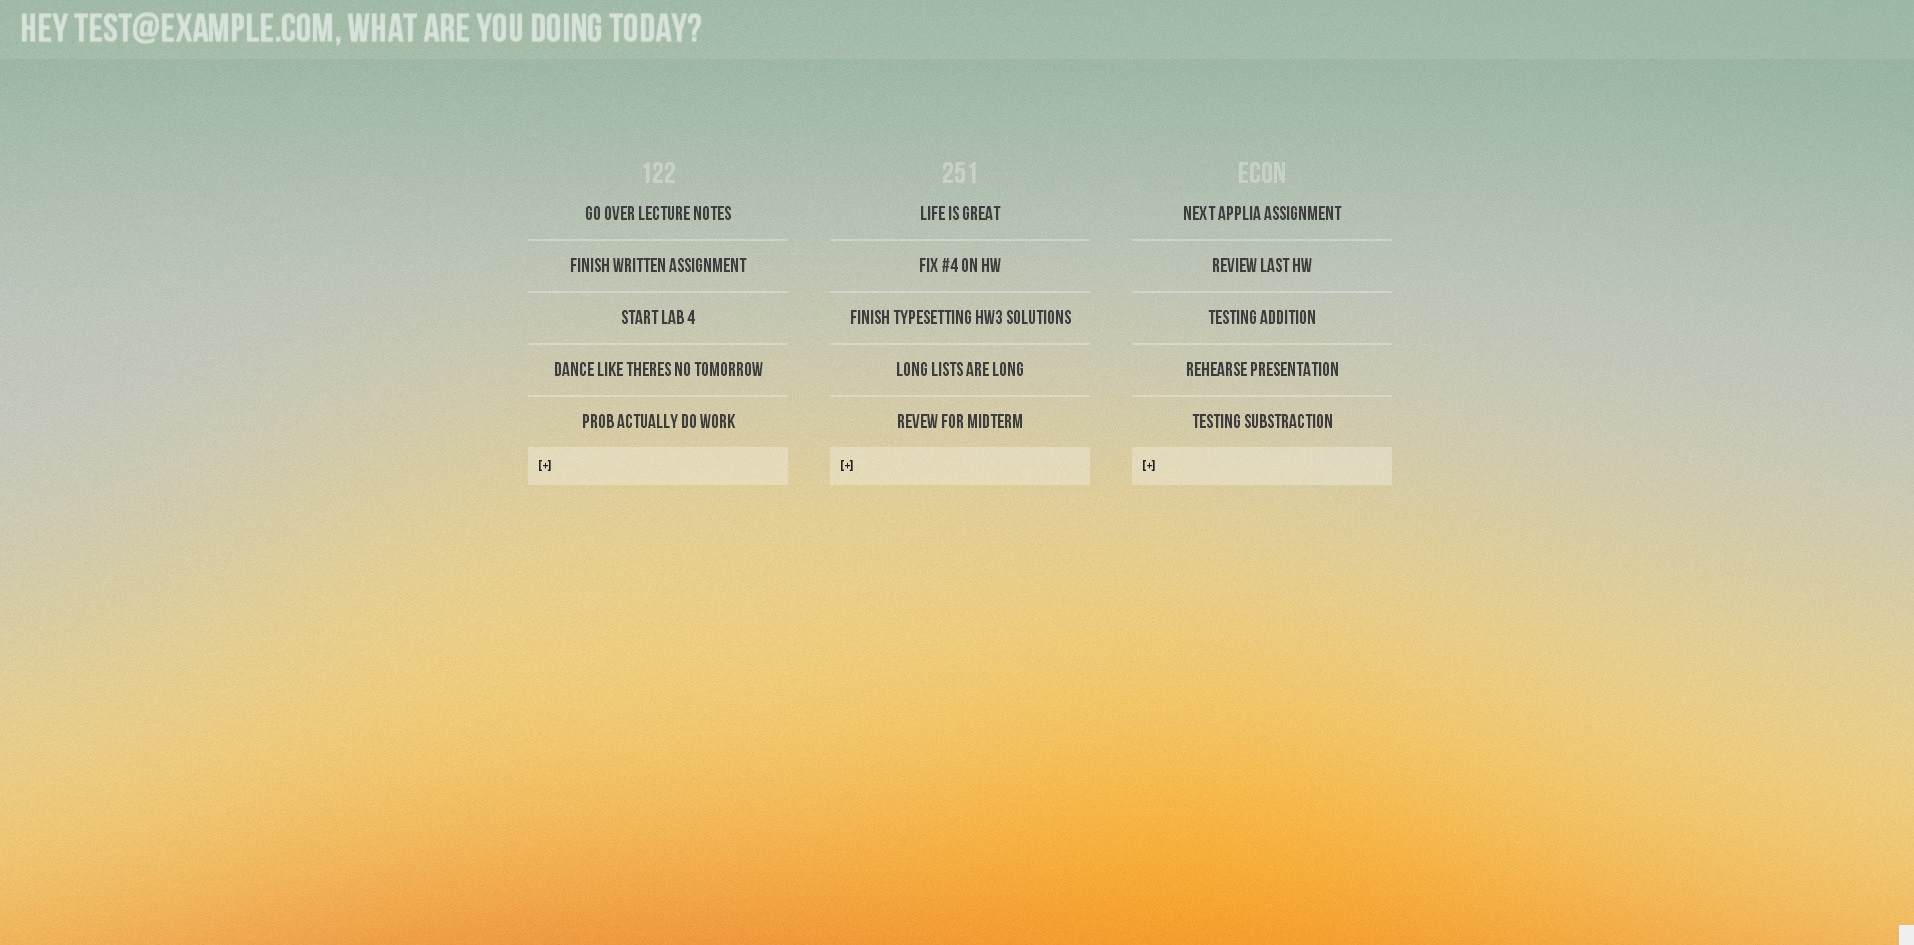 HEY TEST@EXAMPLE.COM, WHAT ARE YOU DOING TODAY?
122
GO OVER LECTURE NOTES
FINISH WRITTEN ASSIGNMENT
START LAB 4
DANCE LIKE THERES NO TOMORROW
PROB ACTUALLY DO WORK
[+]
251
LIFE IS GREAT
FIX #4 ON HW
FINISH TYPESETTING HW3 SOLUTIONS
LONG LISTS ARE LONG
REVEW FOR MIDTERM
[+]
ECON
NEXT APPLIA ASSIGNMENT
REVIEW LAST HW
TESTING ADDITION
REHEARSE PRESENTATION
TESTING SUBSTRACTION
[+]